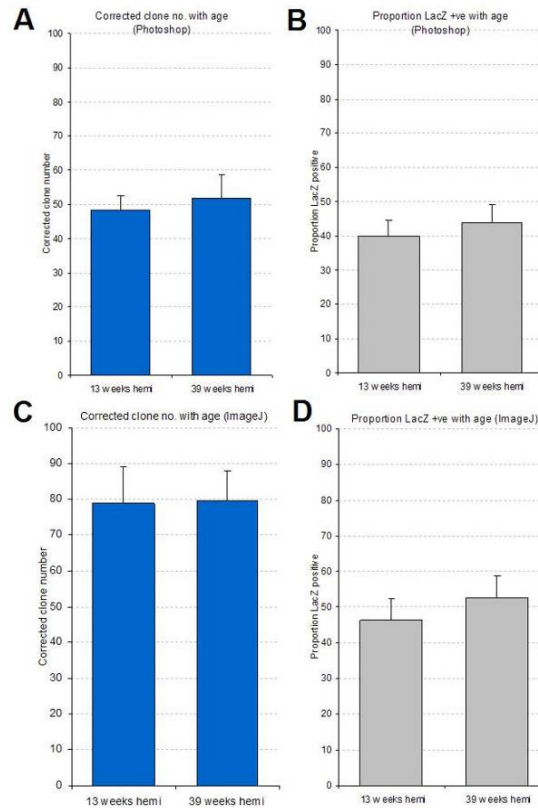 A
Corrected clone no. with age
(Photoshop)
100
90
80
70
60
50
40
30
20
10
0
Corrected clone number
13 weeks hemi
39 weeks hemi
B
Proportion LacZ +ve with age
(Photoshop)
100
90
80
70
60
50
40
30
20
10
0
Proportion LacZ positive
13 weeks hemi
39 weeks hemi
C
Corrected clone no. with age (ImageJ)
100
90
80
70
60
50
40
30
20
10
0
Corrected clone number
13 weeks hemi
39 weeks hemi
D
Proportion LacZ +ve with age (ImageJ)
100
90
80
70
60
50
40
30
20
10
0
Proportion LacZ positive
13 weeks hemi
39 weeks hemi